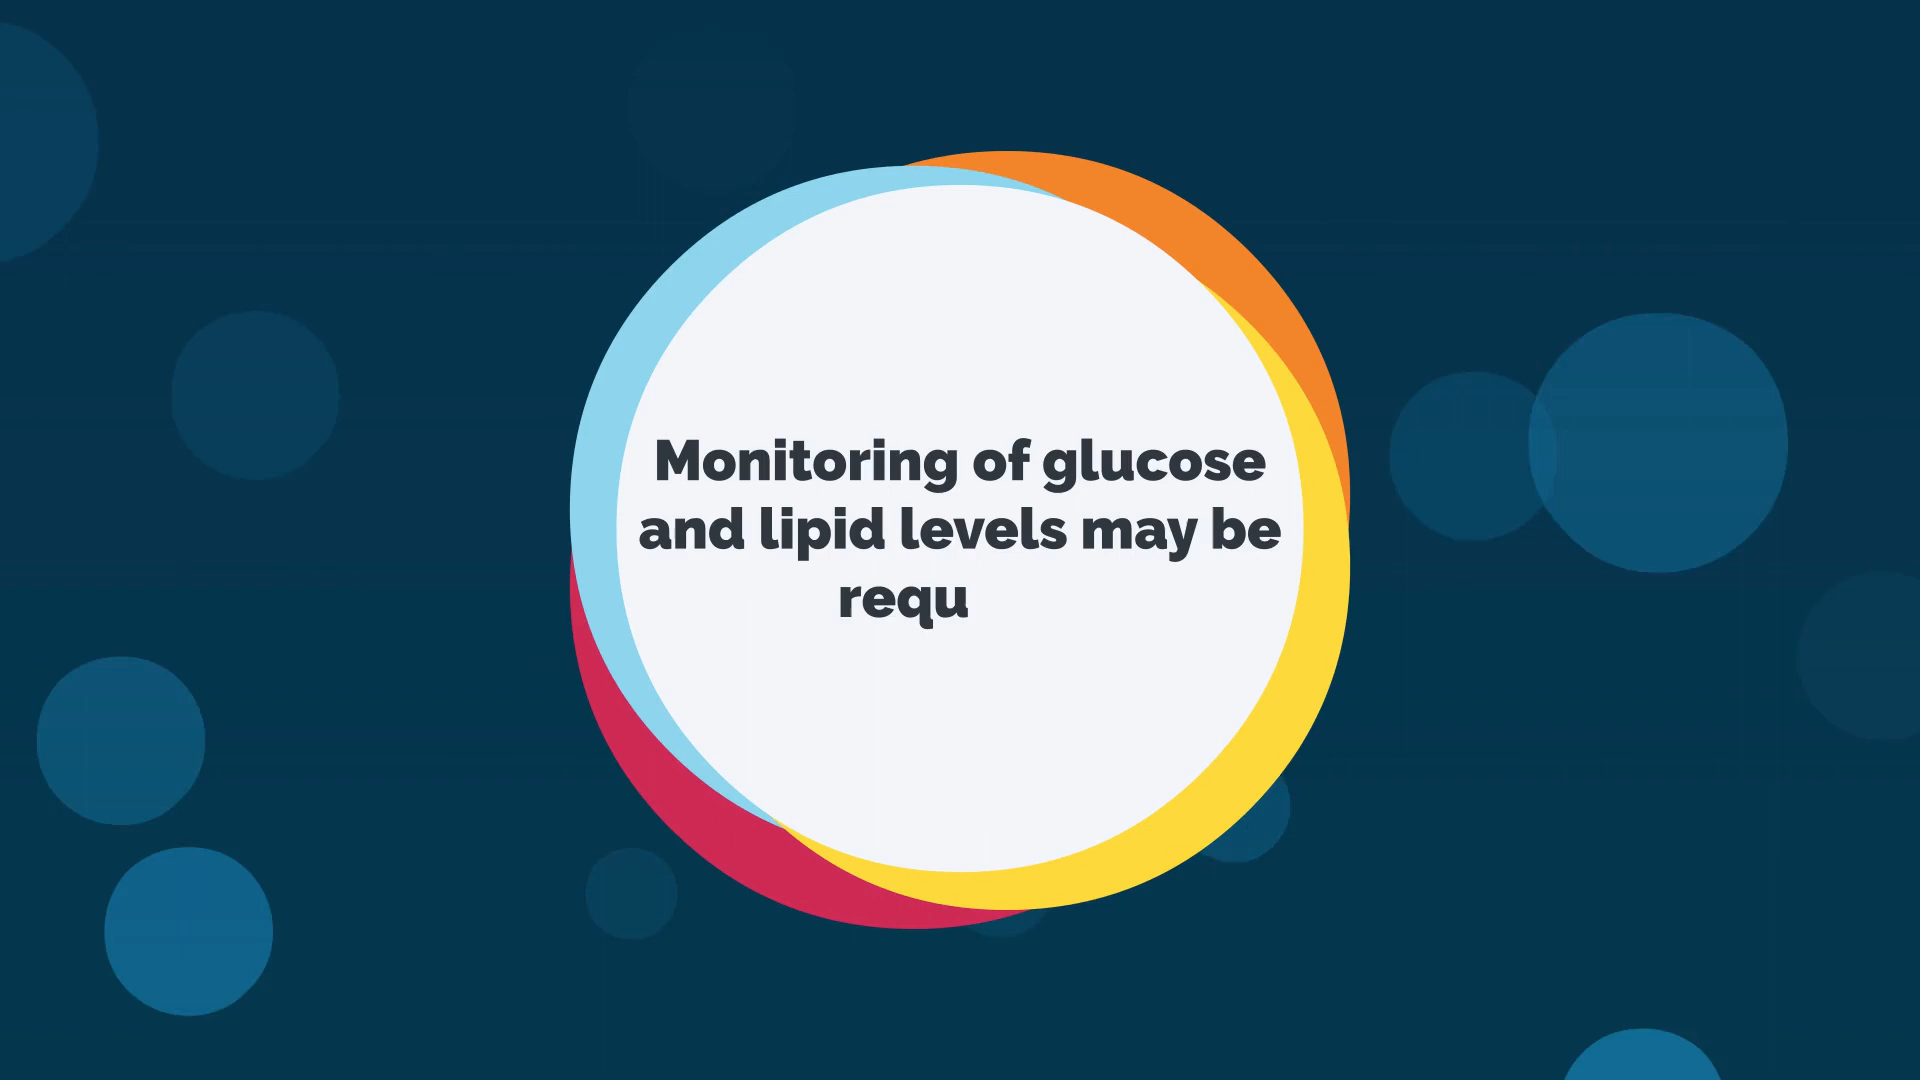 Monitoring of glucose
and lipid levels may be
requ